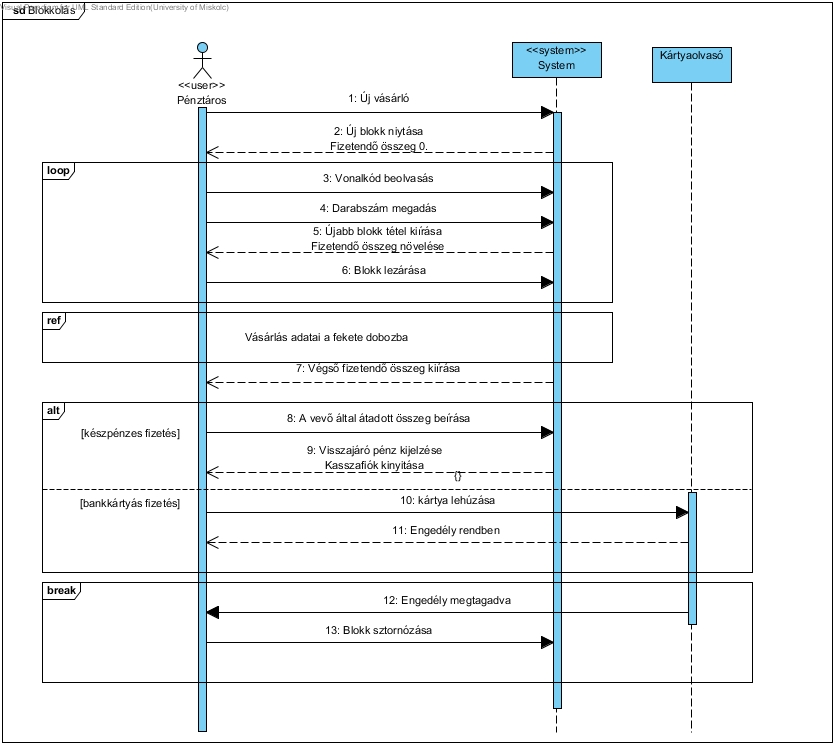 Visual Paradigm for UML Standard Edition(University of Miskolc)
sd Blokkolás
<<user>>
Pénztáros
<<system>>
System
Kártyaolvasó
1: Új vásárló
2: Új blokk niytása
Fizetendő összeg 0.
loop
3: Vonalkód beolvasás
4: Darabszám megadás
5: Újabb blokk tétel kiírása
Fizetendő összeg növelése
6: Blokk lezárása
ref
Vásárlás adatai a fekete dobozba
7: Végső fizetendő összeg kiírása
alt
[készpénzes fizetés]
8: A vevő által átadott összeg beírása
9: Visszajáró pénz kijelzése
Kasszafiók kinyitása
{}
[bankkártyás fizetés]
10: kártya lehúzása
11: Engedély rendben
break
12: Engedély megtagadva
13: Blokk sztornózása